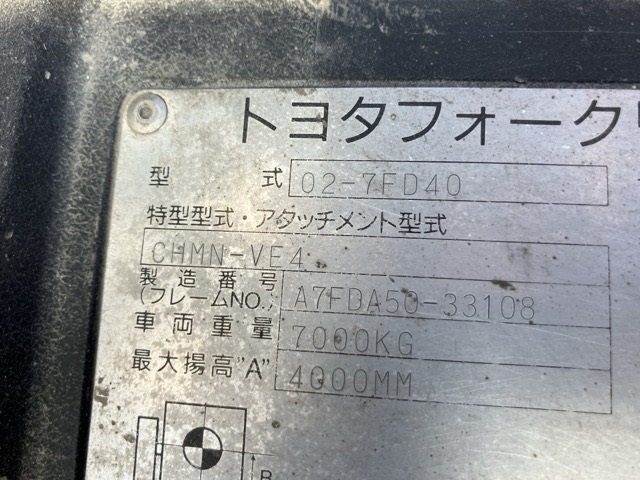 トヨタフォークリ
型 式 02-7FD40
特型型式・アタッチメント型式
CHMN-VE4
製造番号
(フレームNO.) A7FDA50-33108
車両重量 7000KG
最大揚高"A" 4000MM
B